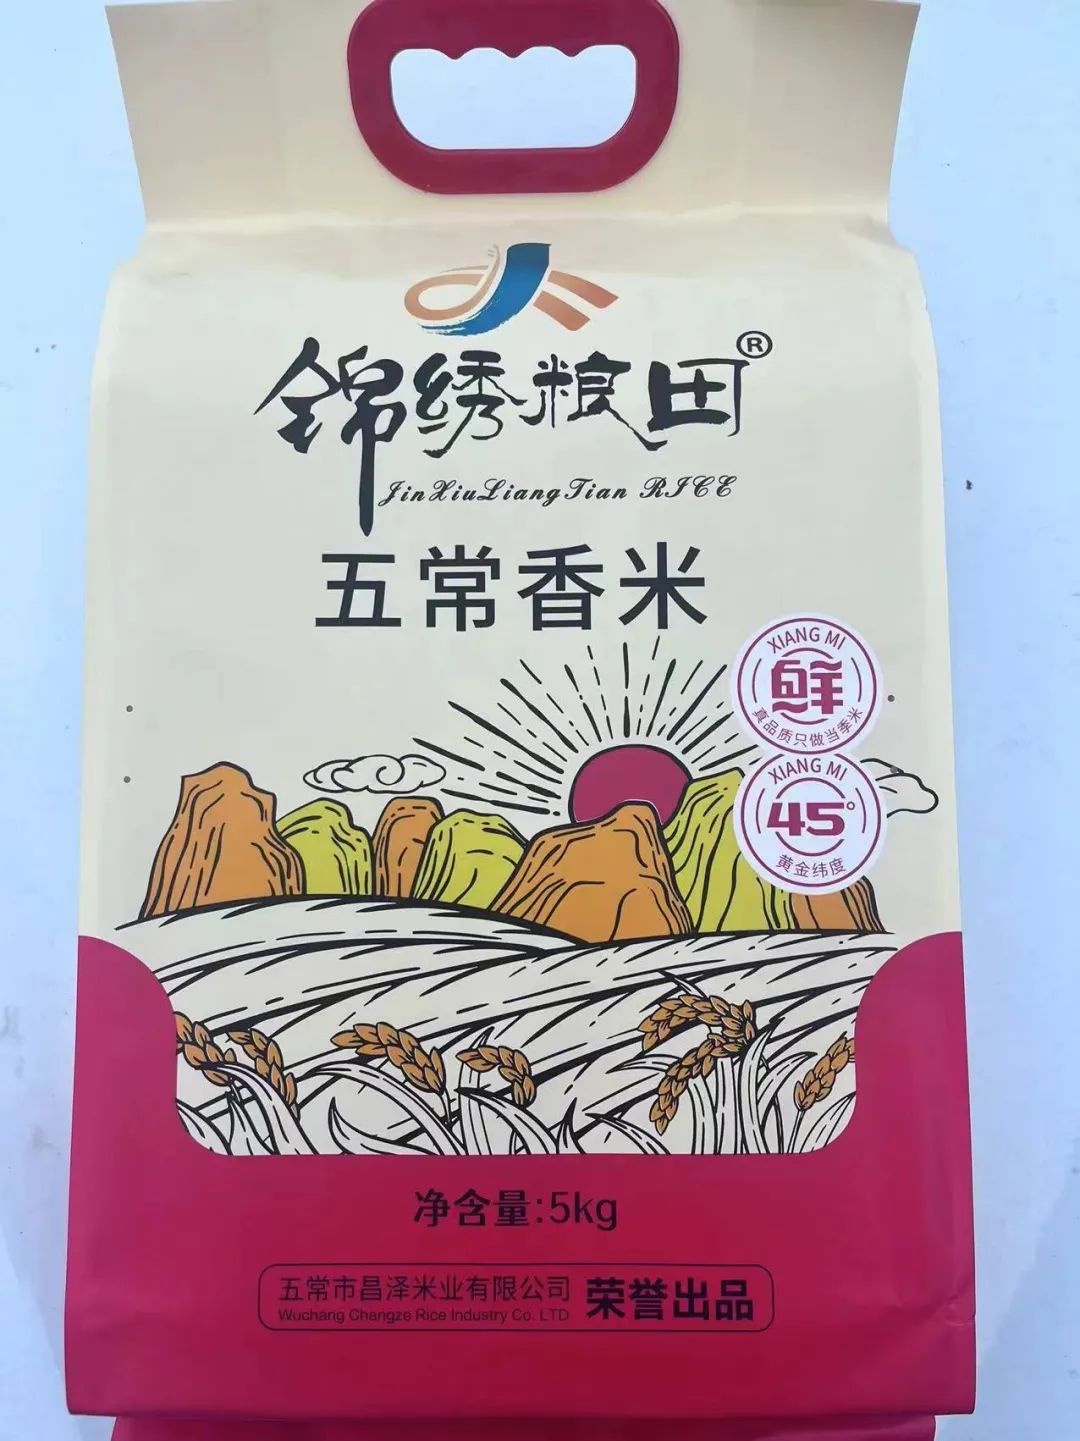 锦绣粮田®
JinXiuLiangTian RICE
五常香米
XIANG MI
鲜
真品质只做当季米
XIANG MI
45°
黄金纬度
净含量:5kg
五常市昌泽米业有限公司
Wuchang Changze Rice Industry Co. LTD
荣誉出品